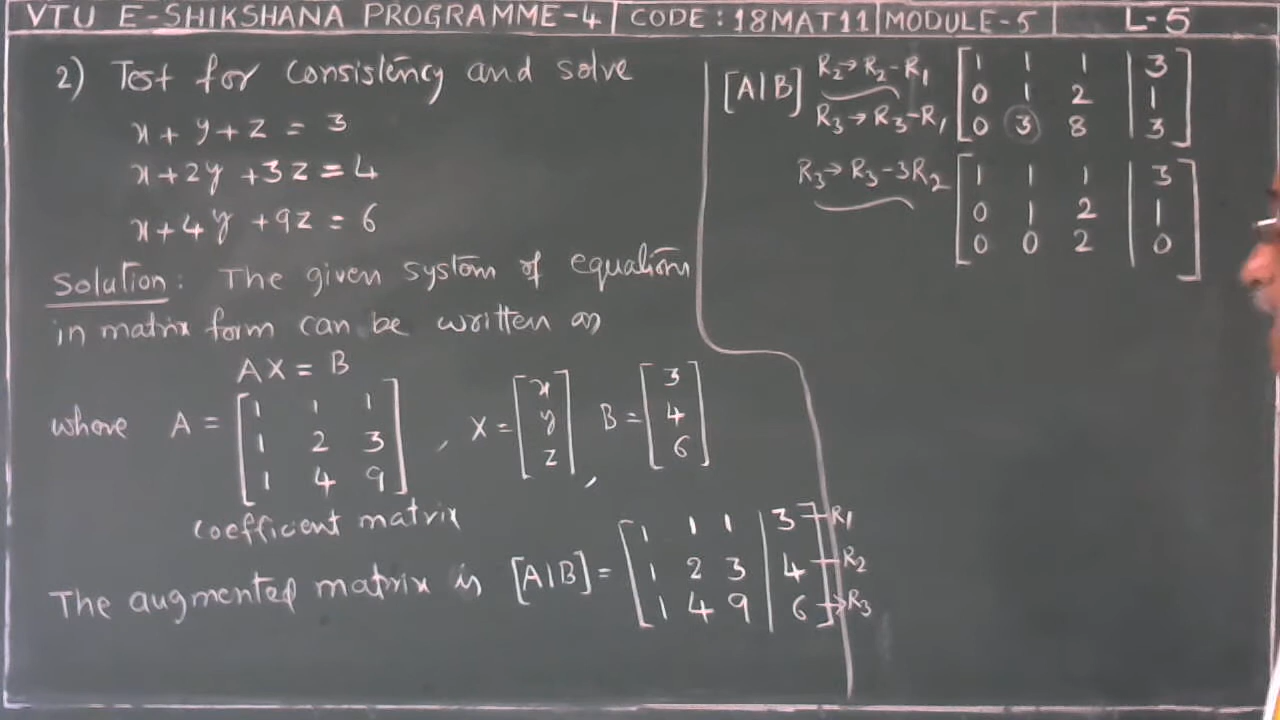 VTU E-SHIKSHANA PROGRAMME-4 | CODE: 18MAT11 | MODULE-5 | L-5
2) Test for consistency and solve
x + y + z = 3
x + 2y + 3z = 4
x + 4y + 9z = 6
Solution: The given system of equations
in matrix form can be written as
AX = B
where A = [1 1 1; 1 2 3; 1 4 9], X = [x; y; z], B = [3; 4; 6]
coefficient matrix
The augmented matrix is [A|B] = [1 1 1 | 3; 1 2 3 | 4; 1 4 9 | 6] → R1 → R2 → R3
[A|B] R2→R2-R1 R3→R3-R1 [1 1 1 | 3; 0 1 2 | 1; 0 3 8 | 3]
R3→R3-3R2 [1 1 1 | 3; 0 1 2 | 1; 0 0 2 | 0]